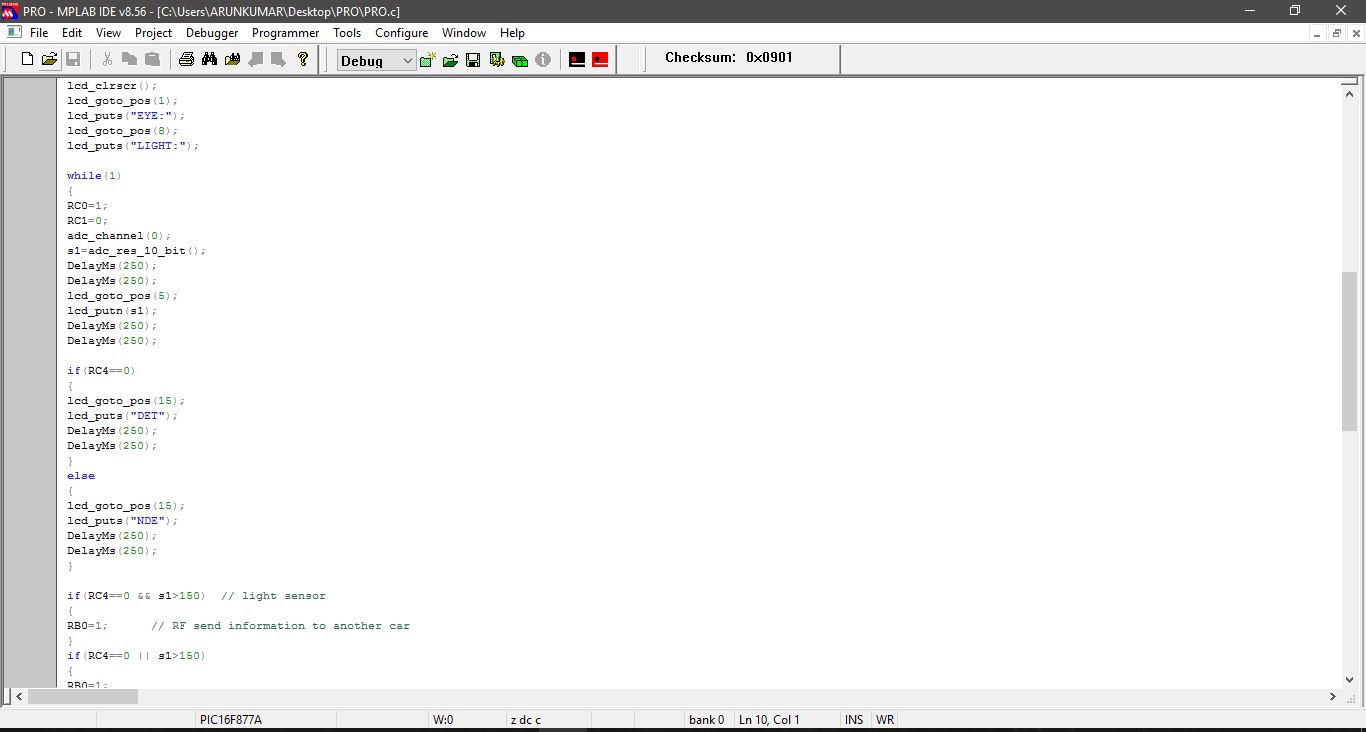 PRO - MPLAB IDE v8.56 - [C:\Users\ARUNKUMAR\Desktop\PRO\PRO.c]
File Edit View Project Debugger Programmer Tools Configure Window Help
Debug Checksum: 0x0901
lcd_clrscr();
lcd_goto_pos(1);
lcd_puts("EYE:");
lcd_goto_pos(8);
lcd_puts("LIGHT:");
while(1)
{
RC0=1;
RC1=0;
adc_channel(0);
s1=adc_res_10_bit();
DelayMs(250);
DelayMs(250);
lcd_goto_pos(5);
lcd_putn(s1);
DelayMs(250);
DelayMs(250);
if(RC4==0)
{
lcd_goto_pos(15);
lcd_puts("DET");
DelayMs(250);
DelayMs(250);
}
else
{
lcd_goto_pos(15);
lcd_puts("NDE");
DelayMs(250);
DelayMs(250);
}
if(RC4==0 && s1>150) // light sensor
{
RB0=1; // RF send information to another car
}
if(RC4==0 || s1>150)
{
RB0=1;
PIC16F877A W:0 z dc c bank 0 Ln 10, Col 1 INS WR